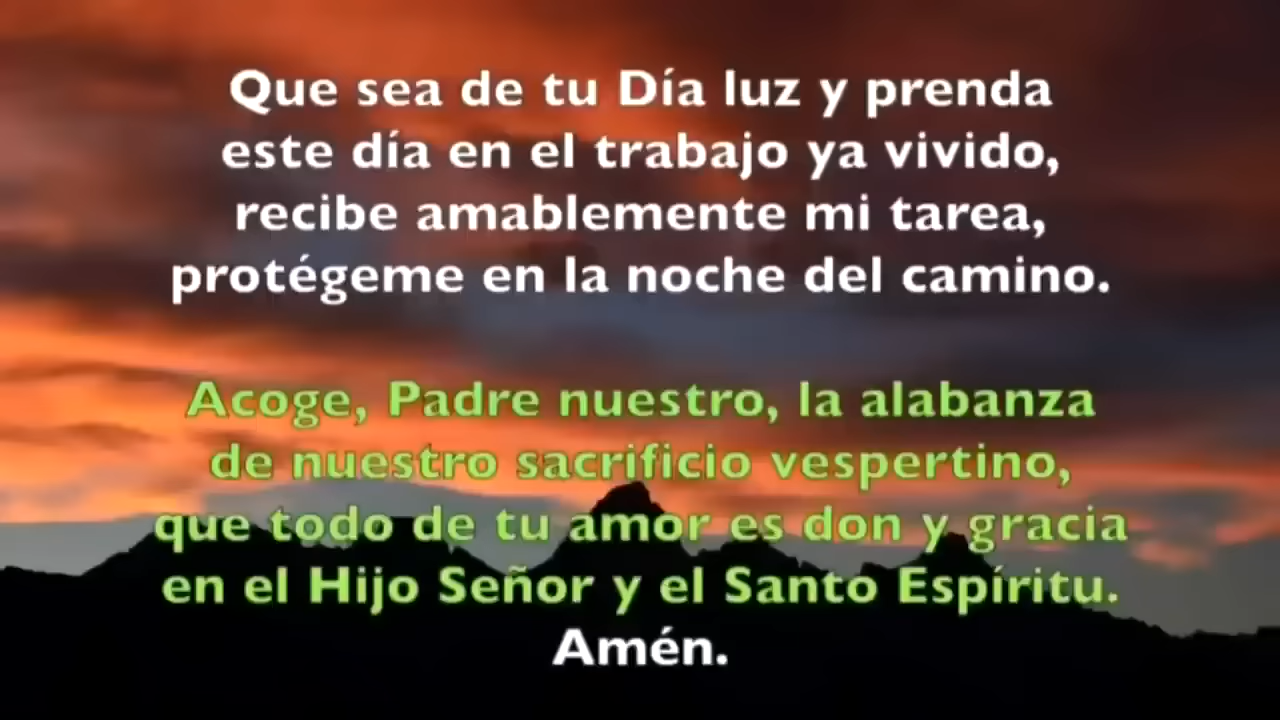 Que sea de tu Día luz y prenda
este día en el trabajo ya vivido,
recibe amablemente mi tarea,
protégeme en la noche del camino.
Acoge, Padre nuestro, la alabanza
de nuestro sacrificio vespertino,
que todo de tu amor es don y gracia
en el Hijo Señor y el Santo Espíritu.
Amén.